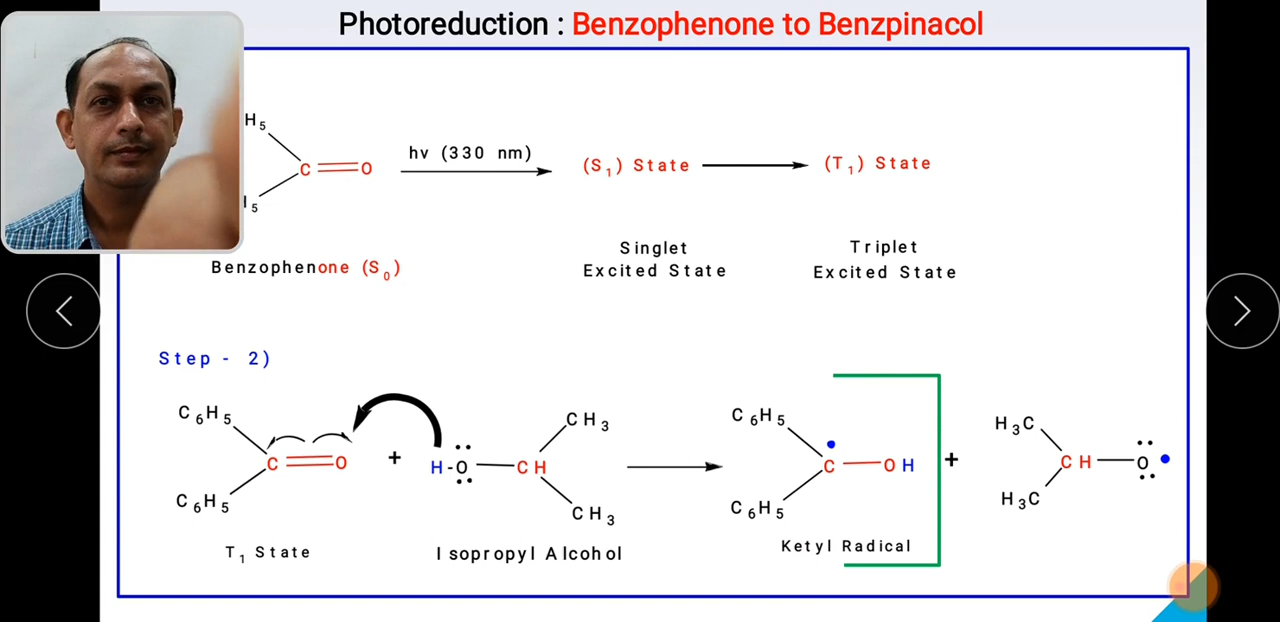 Photoreduction : Benzophenone to Benzpinacol
H5
C=O
hv (330 nm)
(S1) State
(T1) State
H5
Benzophenone (S0)
Singlet
Excited State
Triplet
Excited State
Step - 2)
C6H5
C=O
C6H5
T1 State
+
CH3
H-O-CH
CH3
Isopropyl Alcohol
C6H5
C-OH
C6H5
Ketyl Radical
+
H3C
CH-O
H3C